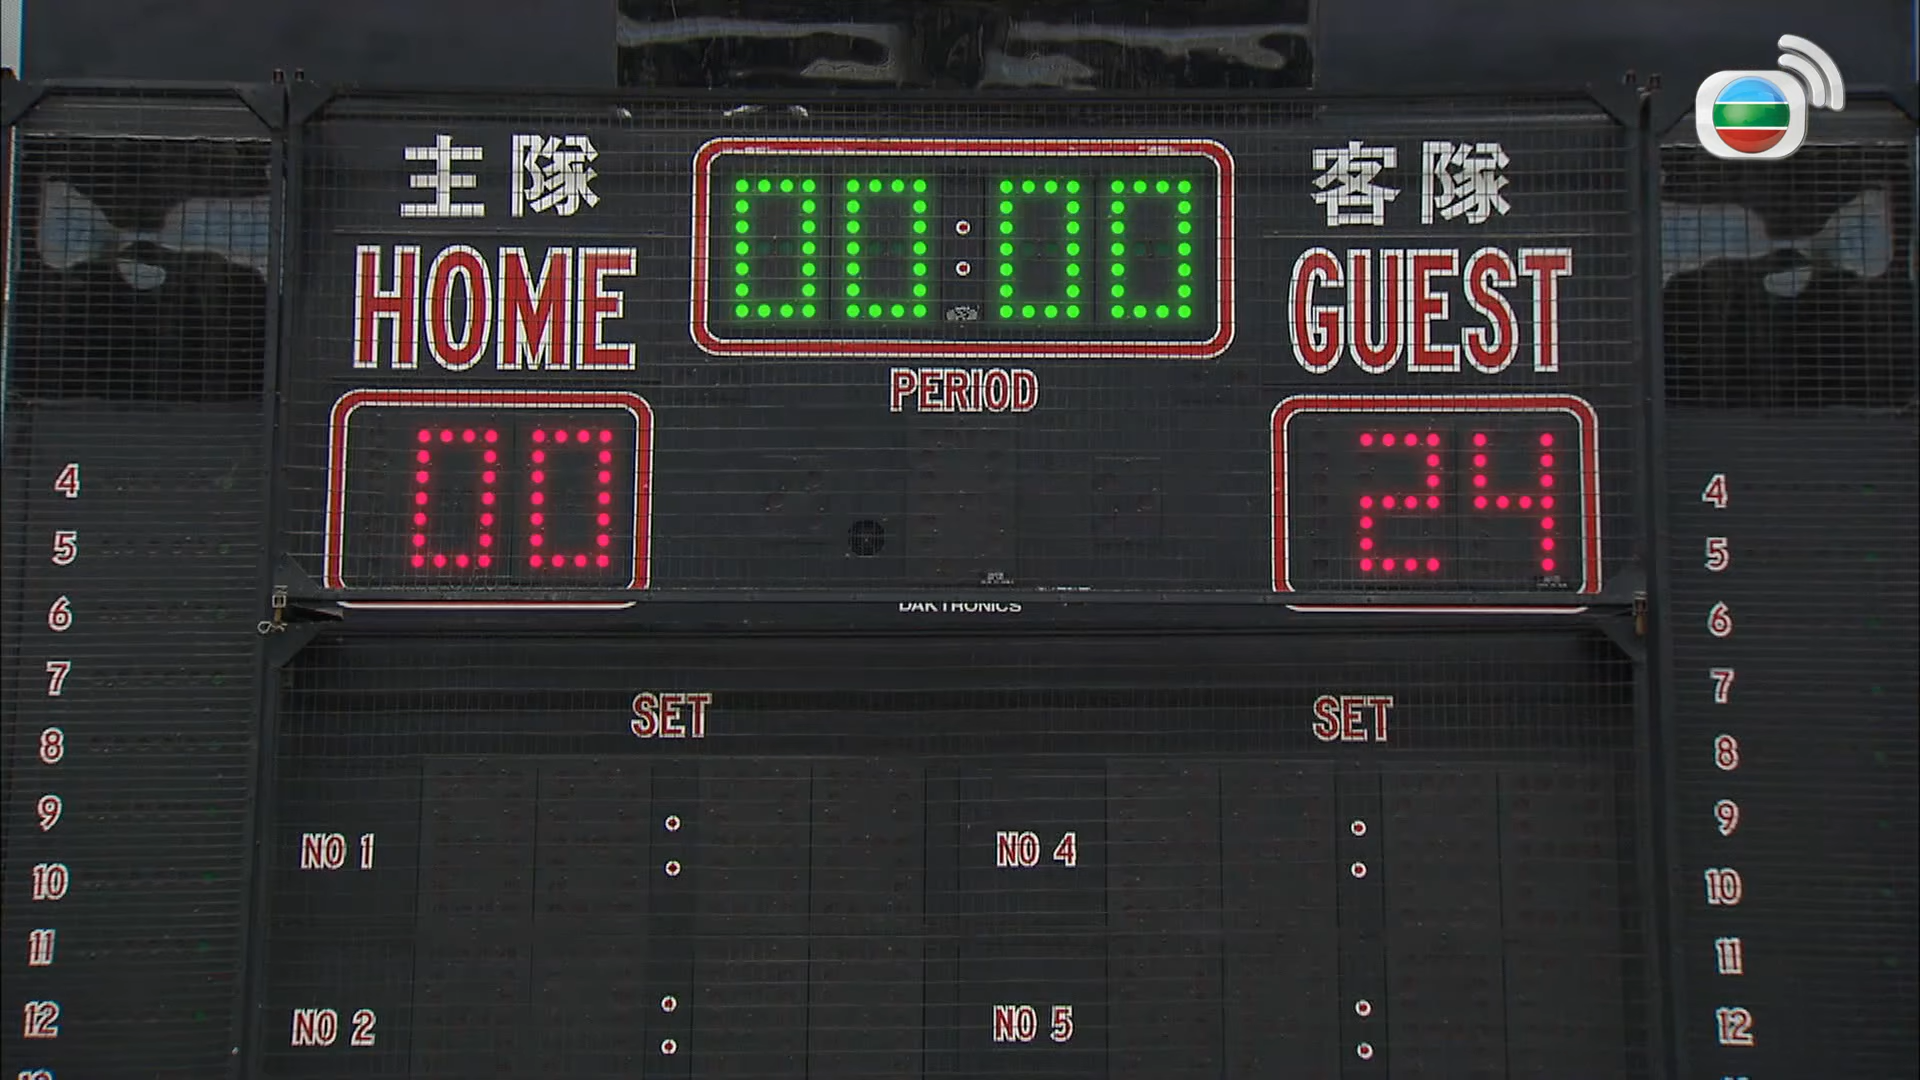 主隊
00:00
客隊
HOME
GUEST
PERIOD
00
24
DAKTRONICS
4
5
6
7
8
9
10
11
12
4
5
6
7
8
9
10
11
12
SET
SET
NO 1
NO 4
NO 2
NO 5